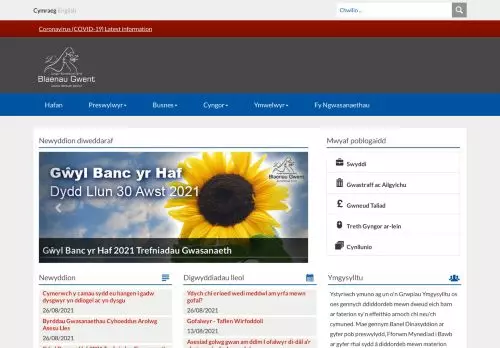 Cymraeg English
Chwilio ...
Coronavirus (COVID-19) Latest information
Blaenau Gwent
Hafan Preswylwyr Busnes Cyngor Ymwelwyr Fy Ngwasanaethau
Newyddion diweddaraf
Gŵyl Banc yr Haf
Dydd Llun 30 Awst 2021
Blaenau Gwent
Gŵyl Banc yr Haf 2021 Trefniadau Gwasanaeth
Mwyaf poblogaidd
Swyddi
Gwastraff ac Ailgylchu
Gwneud Taliad
Treth Gyngor ar-lein
Cynllunio
Newyddion
Cymerwch y camau sydd eu hangen i gadw
dysgwyr yn ddiogel ac yn dysgu
26/08/2021
Byrddau Gwasanaethau Cyhoeddus Arolwg
Asesu Lles
26/08/2021
Digwyddiadau lleol
Ydych chi erioed wedi meddwl am yrfa mewn
gofal?
26/08/2021
Gofalwyr - Taflen Wirfoddoli
13/08/2021
Asesiad golwg gwan am ddim i ofalwyr di-dâl a'r
Ymgysylltu
Ystyriwch ymuno ag un o'n Grwpiau Ymgysylltu os
oes gennych ddiddordeb mewn dweud eich barn
ar faterion sy'n effeithio arnoch chi neu'ch
cymuned. Mae gennym Banel Dinasyddion ar
gyfer pob preswylydd, Fforwm Mynediad i Bawb
ar gyfer rhai sydd â diddordeb mewn materion